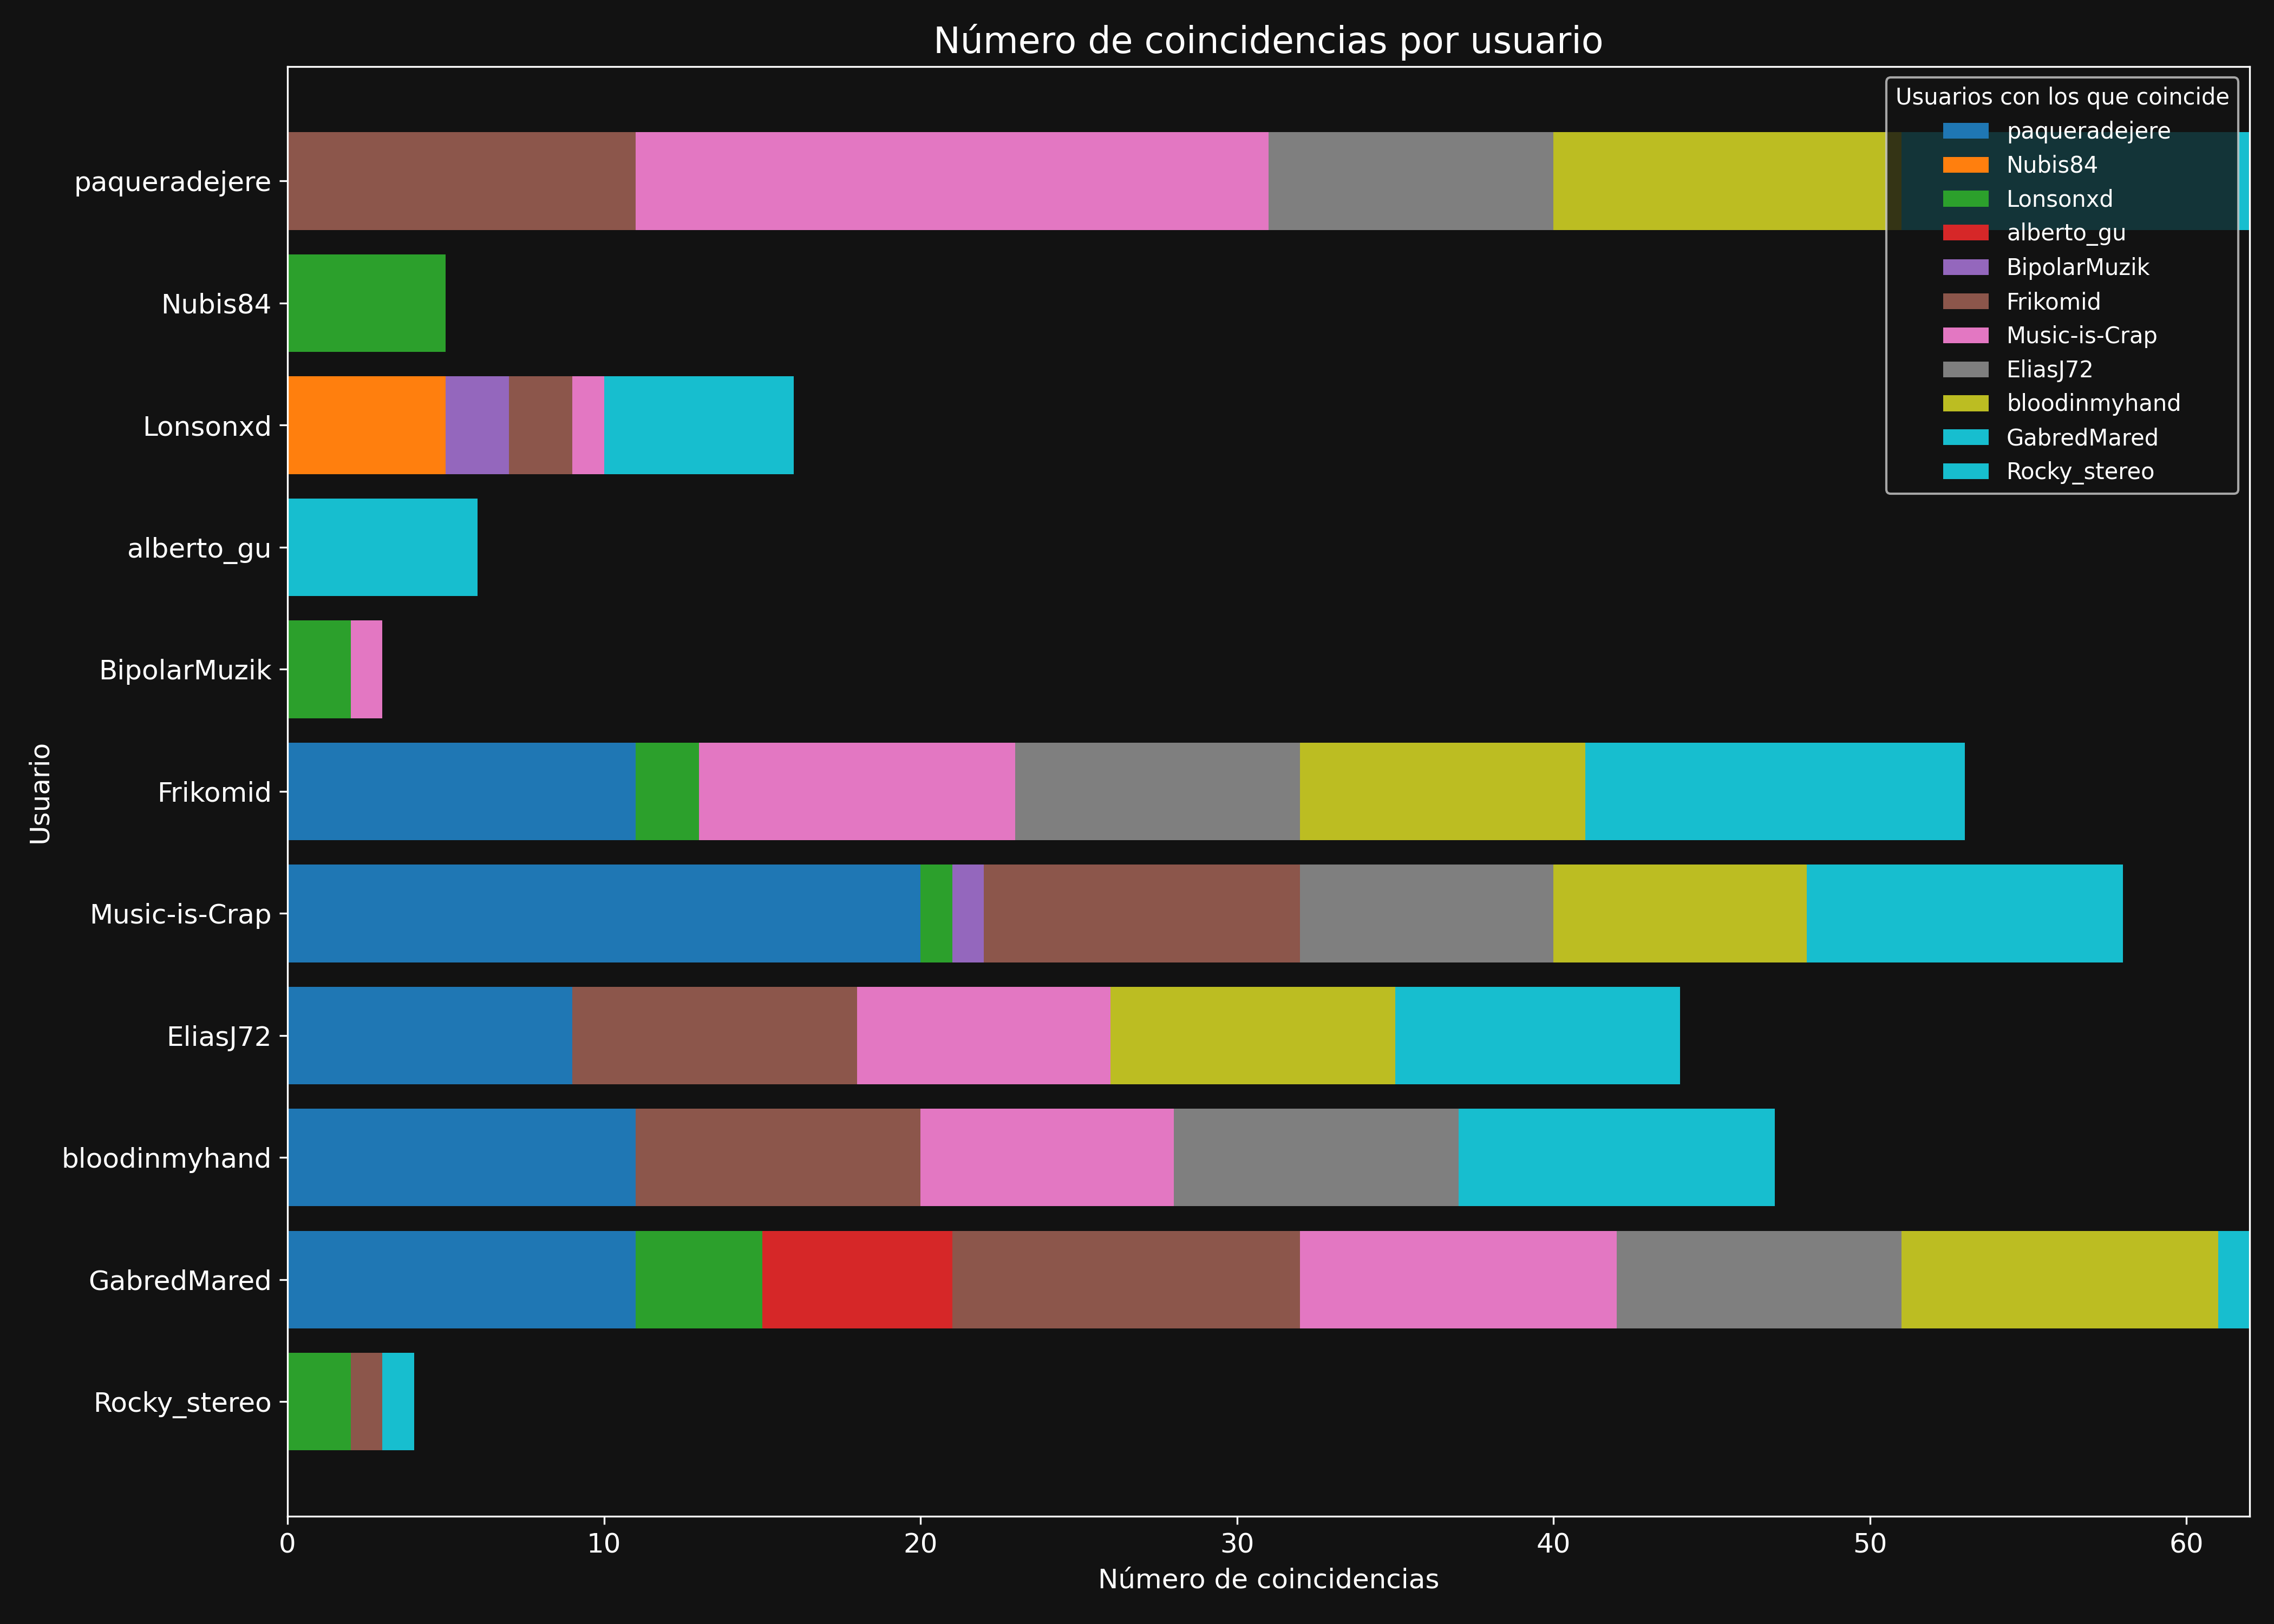 Número de coincidencias por usuario
Usuarios con los que coincide
paqueradejere
Nubis84
Lonsonxd
alberto_gu
BipolarMuzik
Frikomid
Music-is-Crap
EliasJ72
bloodinmyhand
GabredMared
Rocky_stereo
Usuario
paqueradejere
Nubis84
Lonsonxd
alberto_gu
BipolarMuzik
Frikomid
Music-is-Crap
EliasJ72
bloodinmyhand
GabredMared
Rocky_stereo
0 10 20 30 40 50 60
Número de coincidencias